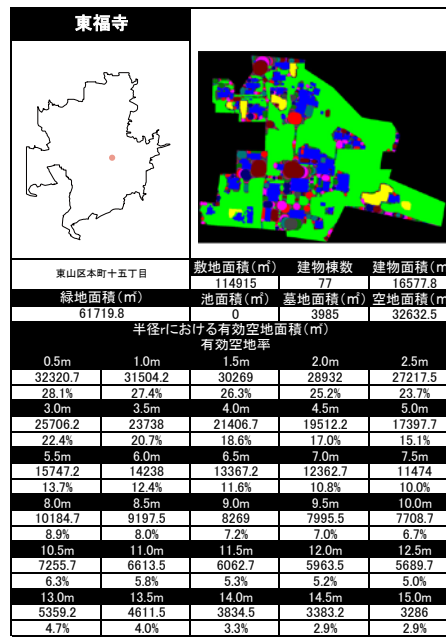 東福寺
東山区本町十五丁目
敷地面積(㎡) 建物棟数 建物面積(㎡)
114915 77 16577.8
緑地面積(㎡) 池面積(㎡) 墓地面積(㎡) 空地面積(㎡)
61719.8 0 3985 32632.5
半径rにおける有効空地面積(㎡)
有効空地率
0.5m 1.0m 1.5m 2.0m 2.5m
32320.7 31504.2 30269 28932 27217.5
28.1% 27.4% 26.3% 25.2% 23.7%
3.0m 3.5m 4.0m 4.5m 5.0m
25706.2 23738 21406.7 19512.2 17397.7
22.4% 20.7% 18.6% 17.0% 15.1%
5.5m 6.0m 6.5m 7.0m 7.5m
15747.2 14238 13367.2 12362.7 11474
13.7% 12.4% 11.6% 10.8% 10.0%
8.0m 8.5m 9.0m 9.5m 10.0m
10184.7 9197.5 8269 7995.5 7708.7
8.9% 8.0% 7.2% 7.0% 6.7%
10.5m 11.0m 11.5m 12.0m 12.5m
7255.7 6613.5 6062.7 5963.5 5689.7
6.3% 5.8% 5.3% 5.2% 5.0%
13.0m 13.5m 14.0m 14.5m 15.0m
5359.2 4611.5 3834.5 3383.2 3286
4.7% 4.0% 3.3% 2.9% 2.9%